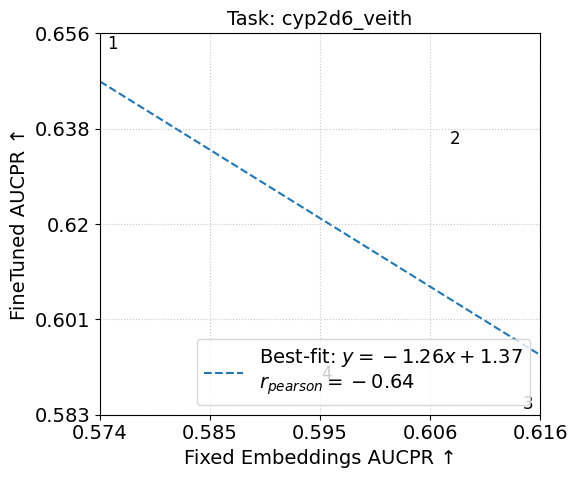 Task: cyp2d6_veith
0.656
0.638
0.62
0.601
0.583
FineTuned AUCPR ↑
1
2
4
3
Best-fit: y = −1.26x + 1.37
r_pearson = −0.64
0.574 0.585 0.595 0.606 0.616
Fixed Embeddings AUCPR ↑